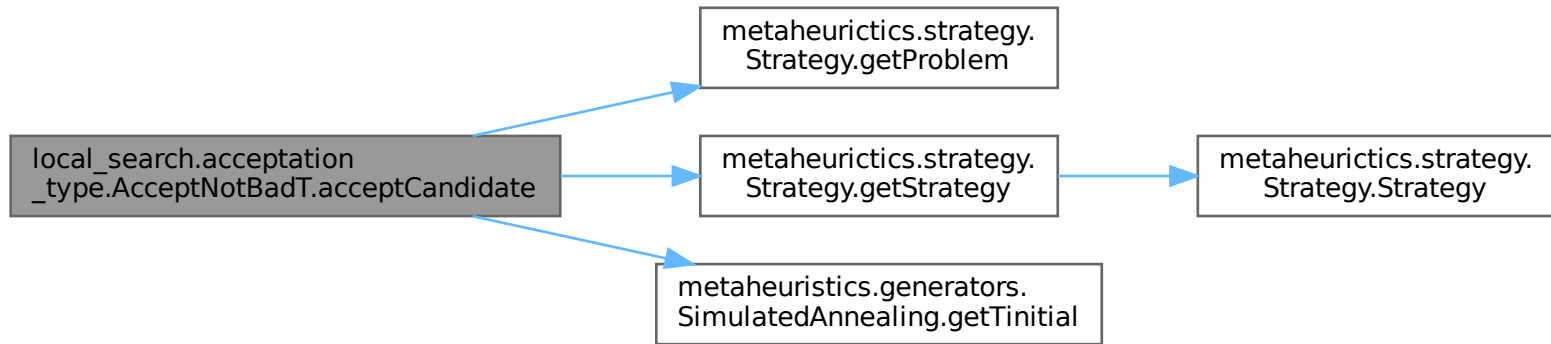 metaheurictics.strategy.
Strategy.getProblem
local_search.acceptation
_type.AcceptNotBadT.acceptCandidate
metaheurictics.strategy.
Strategy.getStrategy
metaheurictics.strategy.
Strategy.Strategy
metaheuristics.generators.
SimulatedAnnealing.getTinitial